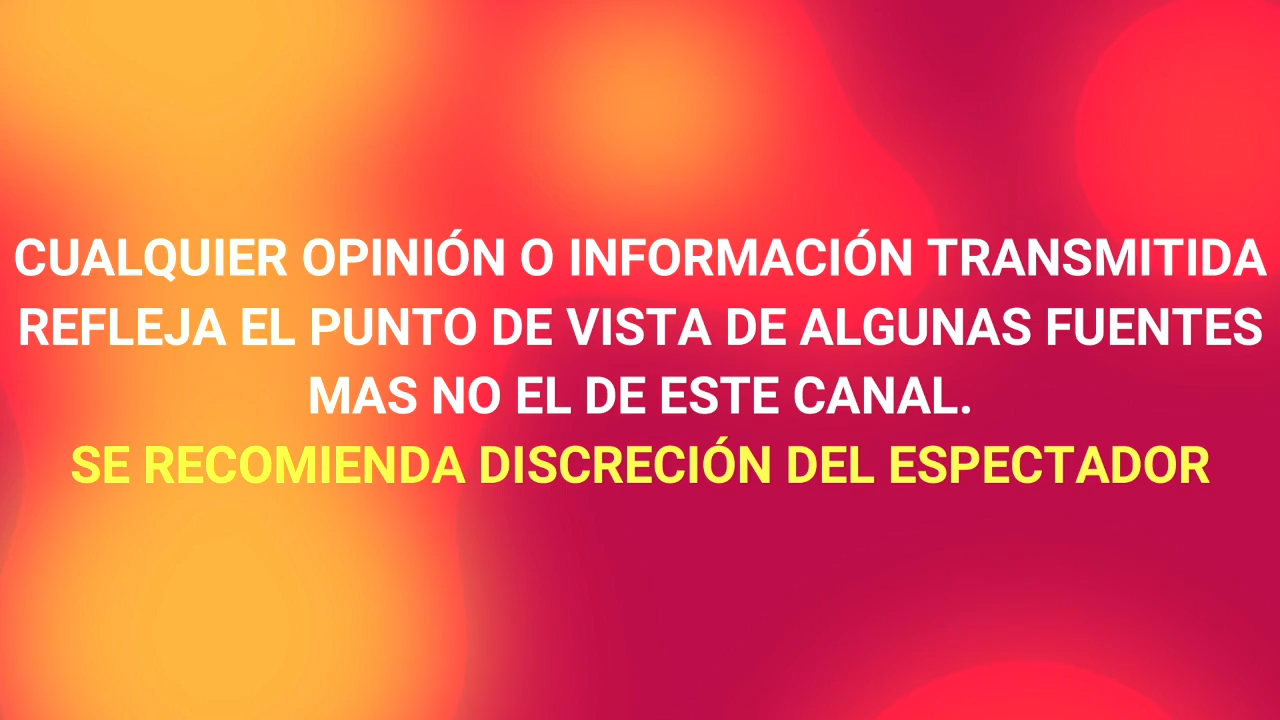 CUALQUIER OPINIÓN O INFORMACIÓN TRANSMITIDA
REFLEJA EL PUNTO DE VISTA DE ALGUNAS FUENTES
MAS NO EL DE ESTE CANAL.
SE RECOMIENDA DISCRECIÓN DEL ESPECTADOR